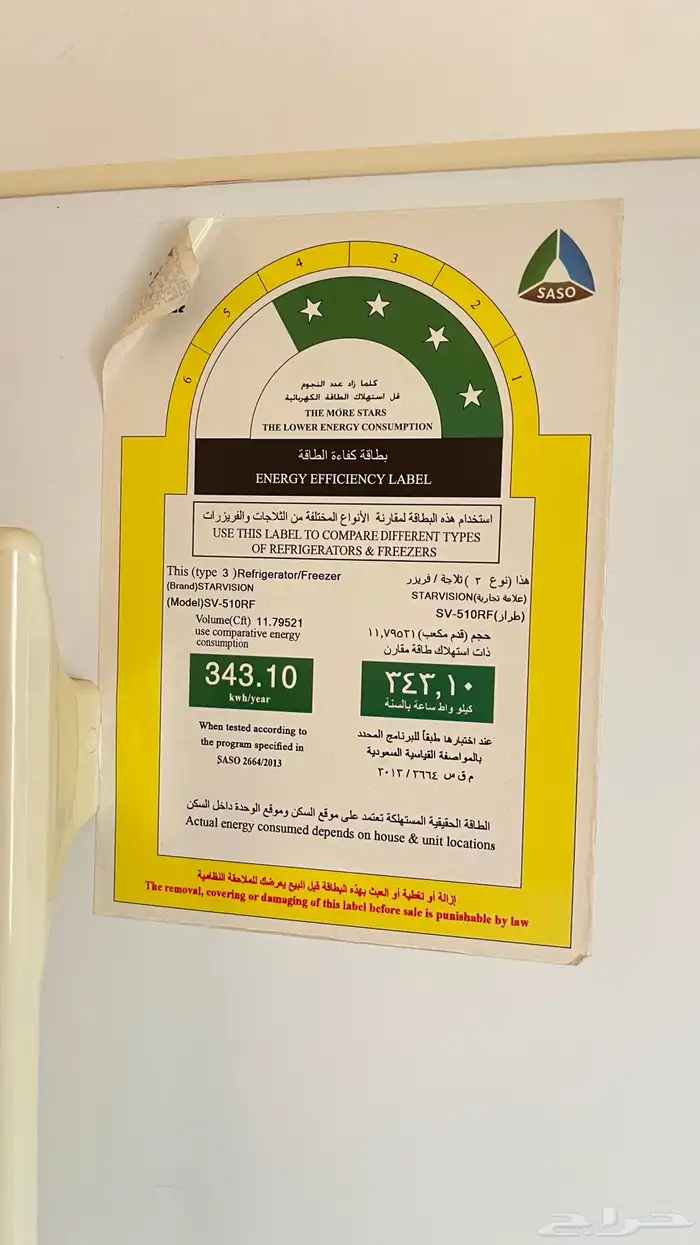 SASO
6
5
4
3
2
1
كلما زاد عدد النجوم
قل استهلاك الطاقة الكهربائية
THE MORE STARS
THE LOWER ENERGY CONSUMPTION
بطاقة كفاءة الطاقة
ENERGY EFFICIENCY LABEL
استخدام هذه البطاقة لمقارنة الأنواع المختلفة من الثلاجات والفريزرات
USE THIS LABEL TO COMPARE DIFFERENT TYPES
OF REFRIGERATORS & FREEZERS
This (type 3 )Refrigerator/Freezer
(Brand)STARVISION
(Model)SV-510RF
Volume(Cft) 11.79521
use comparative energy
consumption
343.10
kwh/year
When tested according to
the program specified in
SASO 2664/2013
هذا (نوع ٣ ) ثلاجة / فريزر
(علامة تجارية)STARVISION
(طراز)SV-510RF
حجم (قدم مكعب) ١١,٧٩٥٢١
ذات استهلاك طاقة مقارن
٣٤٣,١٠
كيلو واط ساعة بالسنة
عند اختبارها طبقاً للبرنامج المحدد
بالمواصفة القياسية السعودية
م ق س ٢٦٦٤ / ٢٠١٣
الطاقة الحقيقية المستهلكة تعتمد على موقع السكن وموقع الوحدة داخل السكن
Actual energy consumed depends on house & unit locations
إزالة أو تغطية أو العبث بهذه البطاقة قبل البيع يعرضك للملاحقة النظامية
The removal, covering or damaging of this label before sale is punishable by law
حراج